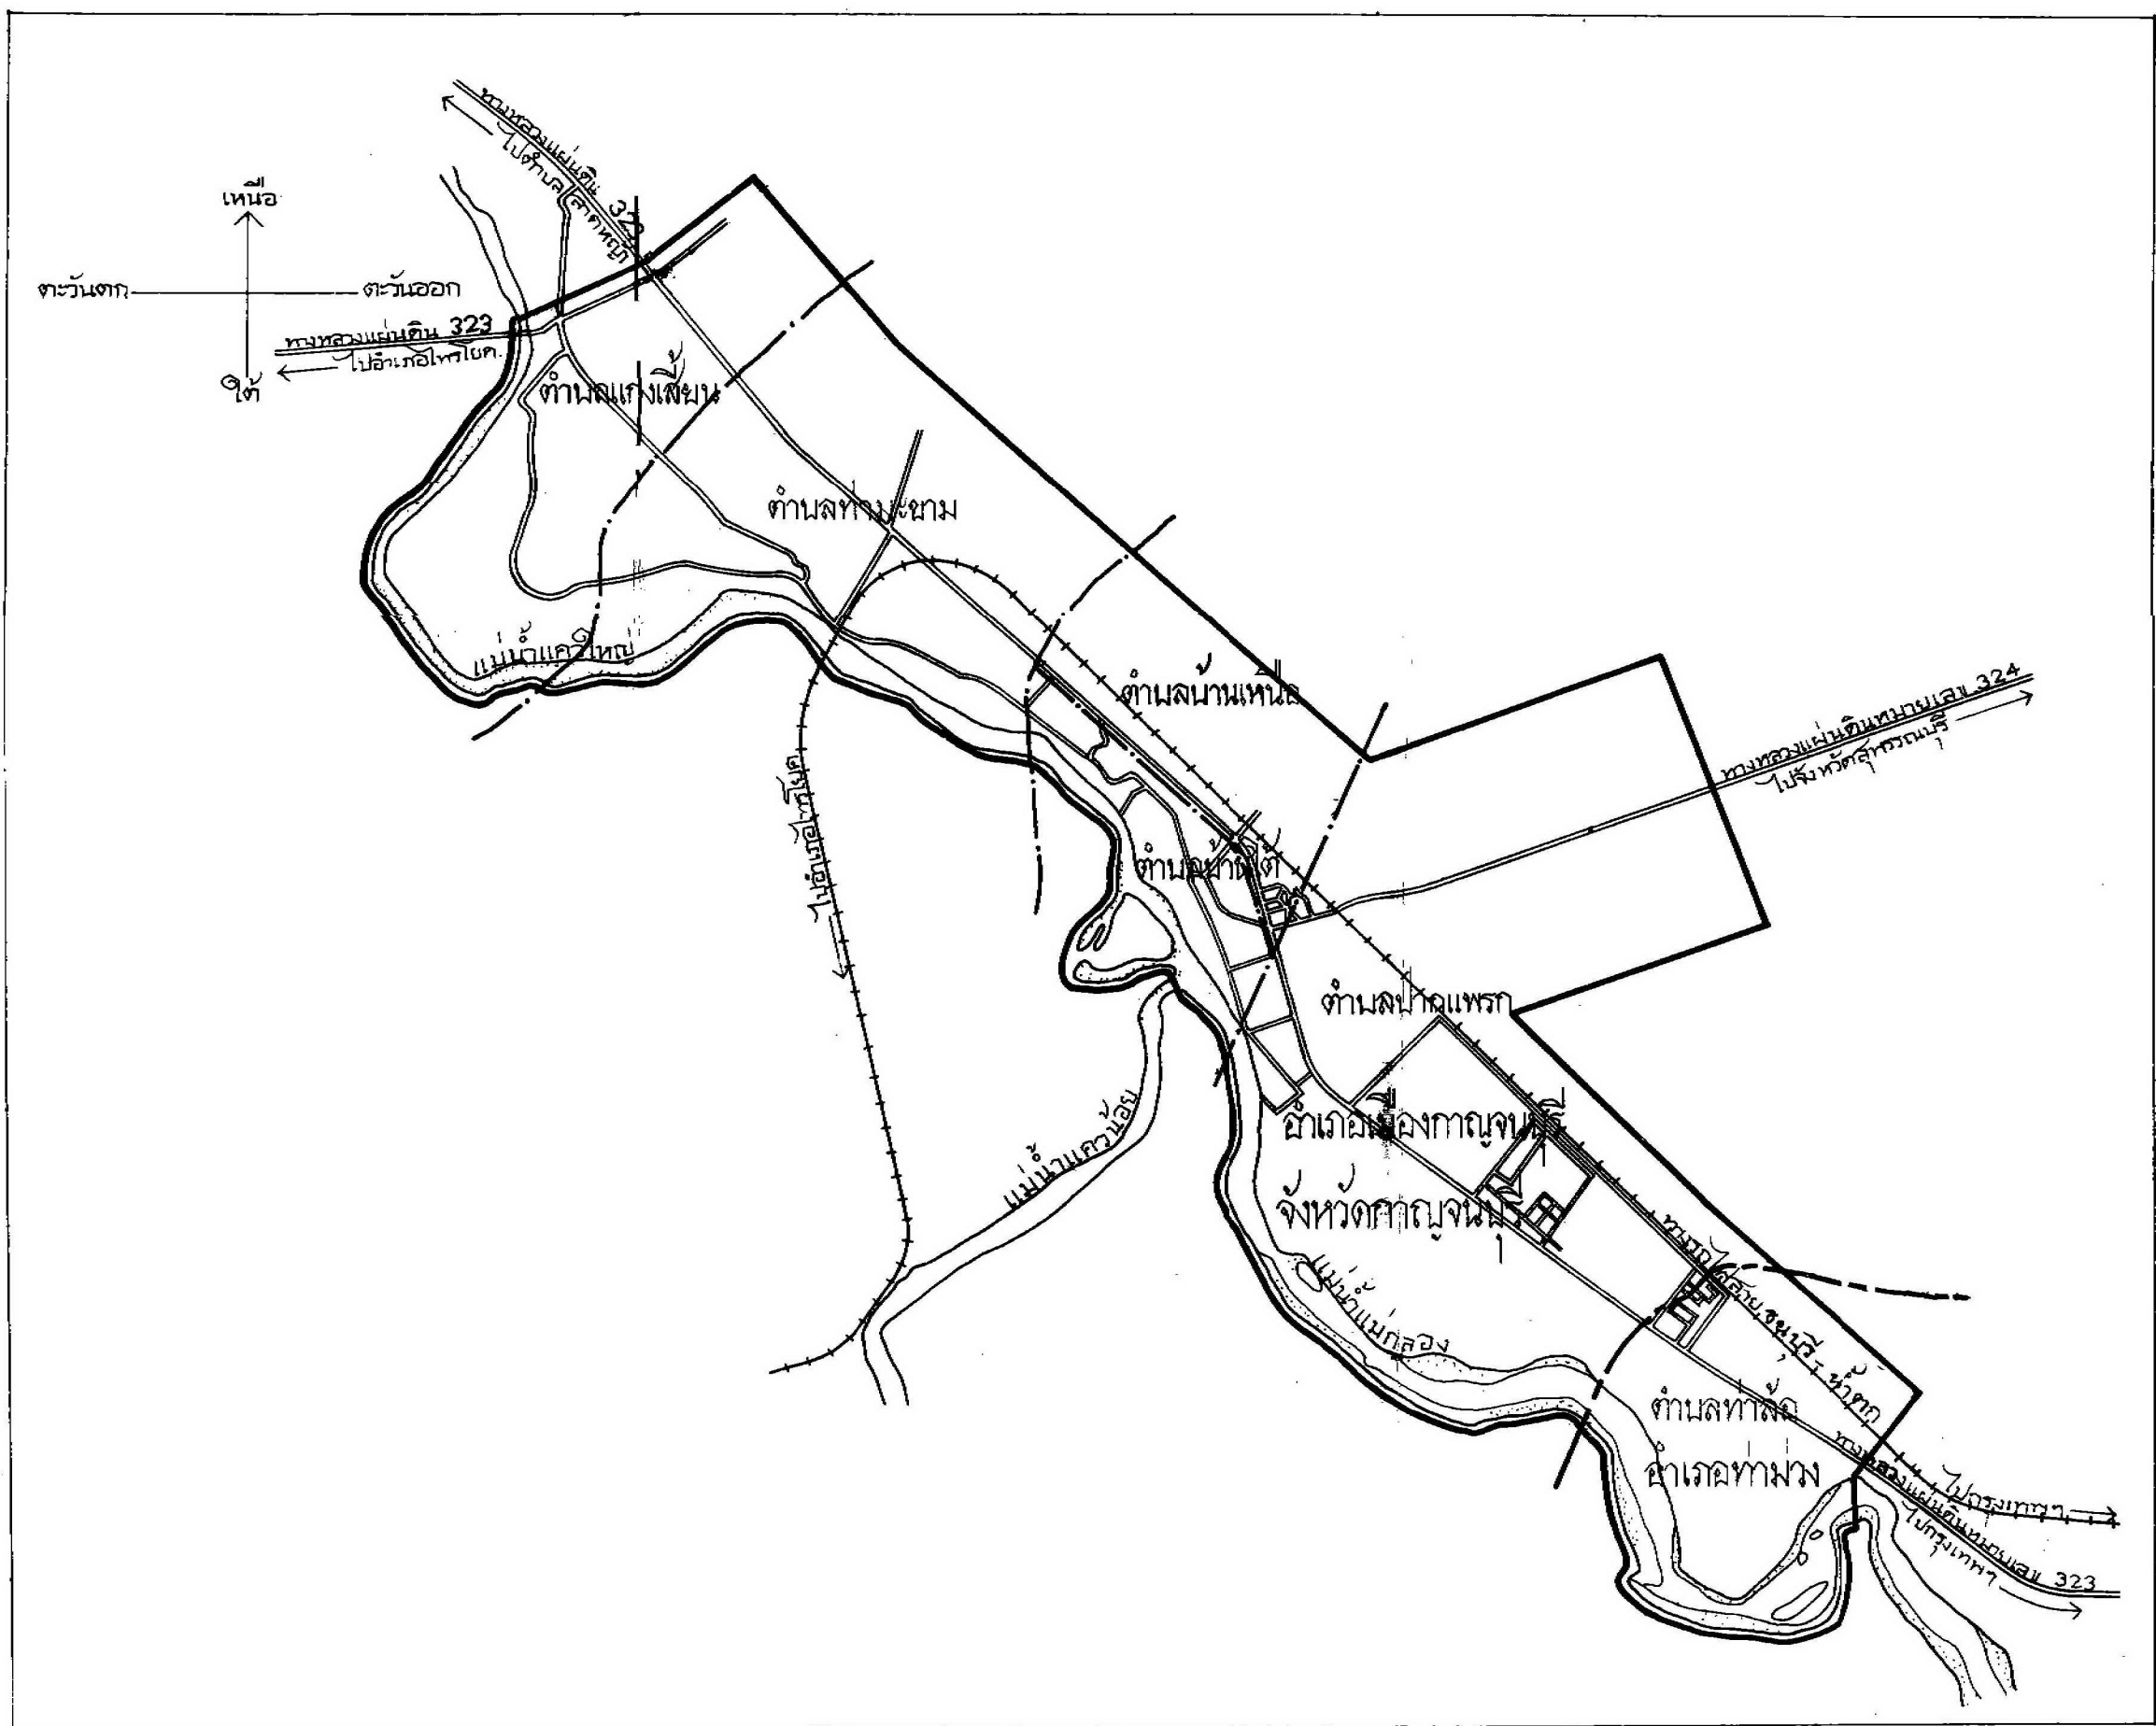 ทางหลวงแผ่นดิน 323
ไปตำบลลาดหญ้า
เหนือ
ตะวันตก
ตะวันออก
ใต้
ทางหลวงแผ่นดิน 323
ไปอำเภอไทรโยค
ตำบลแก่งเสี้ยน
ตำบลท่ามะขาม
แม่น้ำแควใหญ่
ตำบลบ้านเหนือ
ทางหลวงแผ่นดินหมายเลข 324
ไปจังหวัดสุพรรณบุรี
ไปอำเภอไทรโยค
ตำบลบ้านใต้
ตำบลปากแพรก
แม่น้ำแควน้อย
อำเภอเมืองกาญจนบุรี
จังหวัดกาญจนบุรี
แม่น้ำแม่กลอง
ทางรถไฟสายธนบุรี - น้ำตก
ตำบลท่าล้อ
อำเภอท่าม่วง
ไปกรุงเทพฯ
ทางหลวงแผ่นดินหมายเลข 323
ไปกรุงเทพฯ